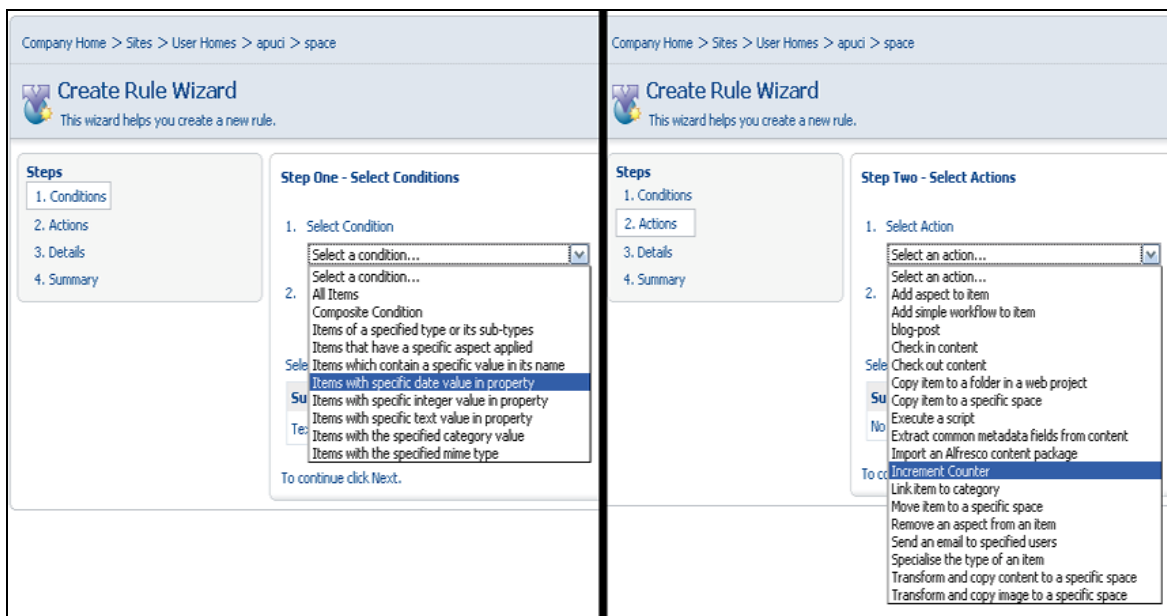 Company Home > Sites > User Homes > apuci > space
Create Rule Wizard
This wizard helps you create a new rule.
Steps
1. Conditions
2. Actions
3. Details
4. Summary
Step One - Select Conditions
1. Select Condition
Select a condition...
Select a condition...
2. All Items
Composite Condition
Items of a specified type or its sub-types
Items that have a specific aspect applied
Sele Items which contain a specific value in its name
Items with specific date value in property
Su Items with specific integer value in property
Items with specific text value in property
Te Items with the specified category value
Items with the specified mime type
To continue click Next.
Company Home > Sites > User Homes > apuci > space
Create Rule Wizard
This wizard helps you create a new rule.
Steps
1. Conditions
2. Actions
3. Details
4. Summary
Step Two - Select Actions
1. Select Action
Select an action...
Select an action...
2. Add aspect to item
Add simple workflow to item
blog-post
Check in content
Sele Check out content
Copy item to a folder in a web project
Su Copy item to a specific space
Execute a script
No Extract common metadata fields from content
Import an Alfresco content package
To co Increment Counter
Link item to category
Move item to a specific space
Remove an aspect from an item
Send an email to specified users
Specialise the type of an item
Transform and copy content to a specific space
Transform and copy image to a specific space